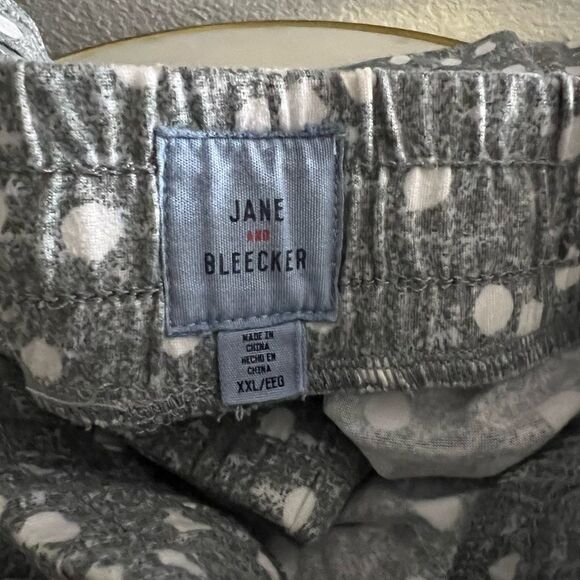 JANE
AND
BLEECKER
MADE IN
CHINA
HECHO EN
CHINA
XXL/EEG